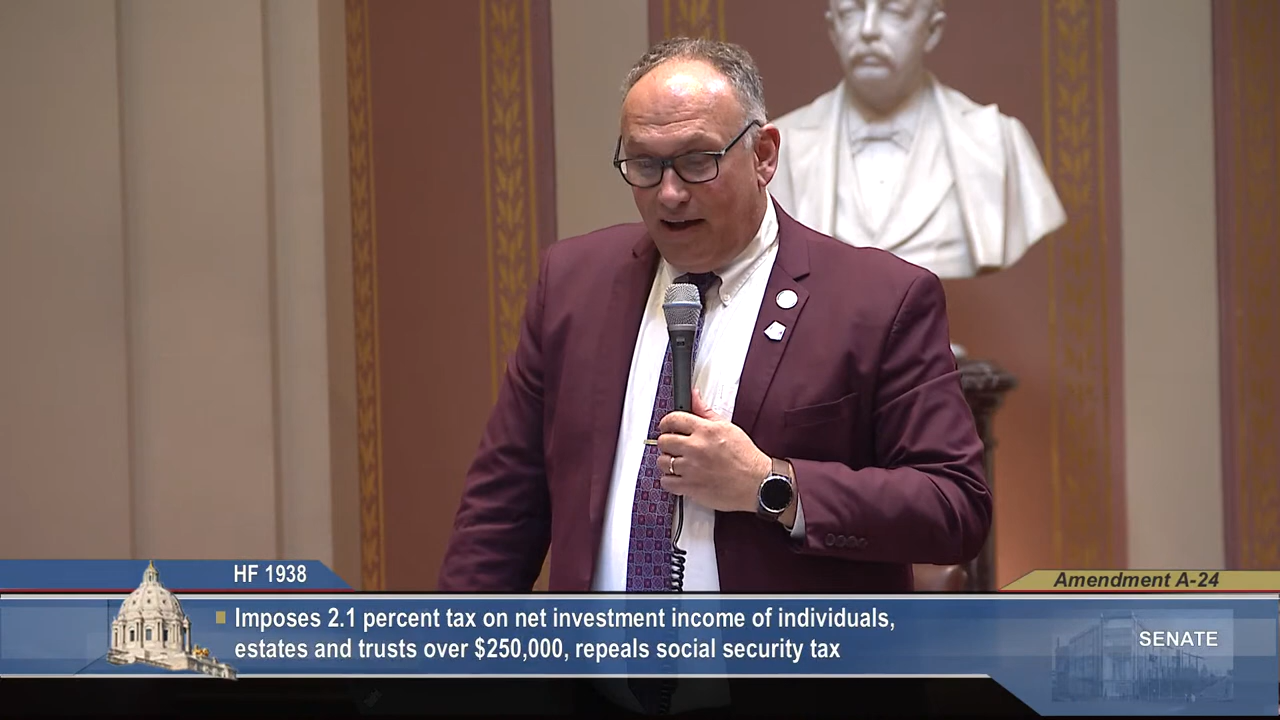 HF 1938
Amendment A-24
Imposes 2.1 percent tax on net investment income of individuals,
estates and trusts over $250,000, repeals social security tax
SENATE